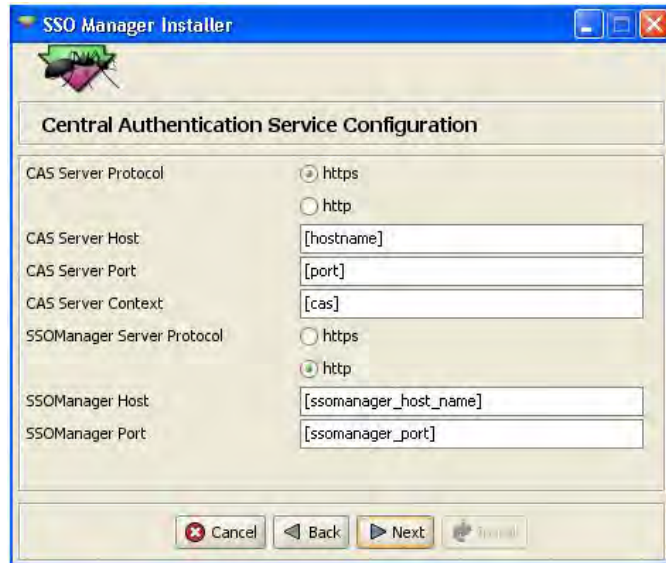 SSO Manager Installer
Central Authentication Service Configuration
CAS Server Protocol
https
http
CAS Server Host [hostname]
CAS Server Port [port]
CAS Server Context [cas]
SSOManager Server Protocol
https
http
SSOManager Host [ssomanager_host_name]
SSOManager Port [ssomanager_port]
Cancel Back Next